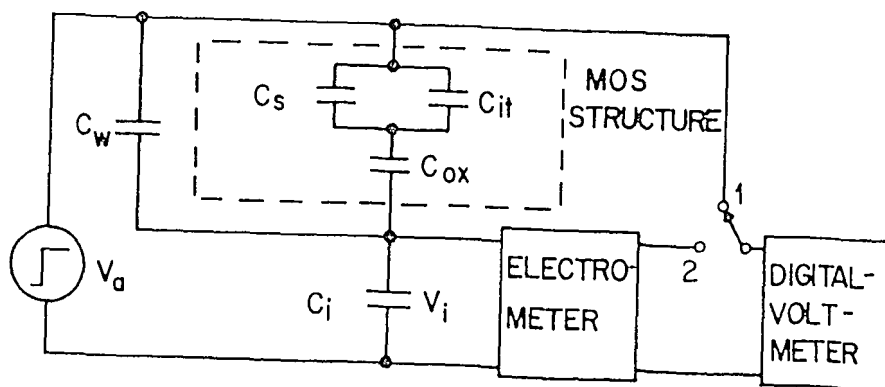 MOS
STRUCTURE
Cs
Cit
Cw
Cox
1
2
Va
Ci
Vi
ELECTRO-
METER
DIGITAL-
VOLT-
METER